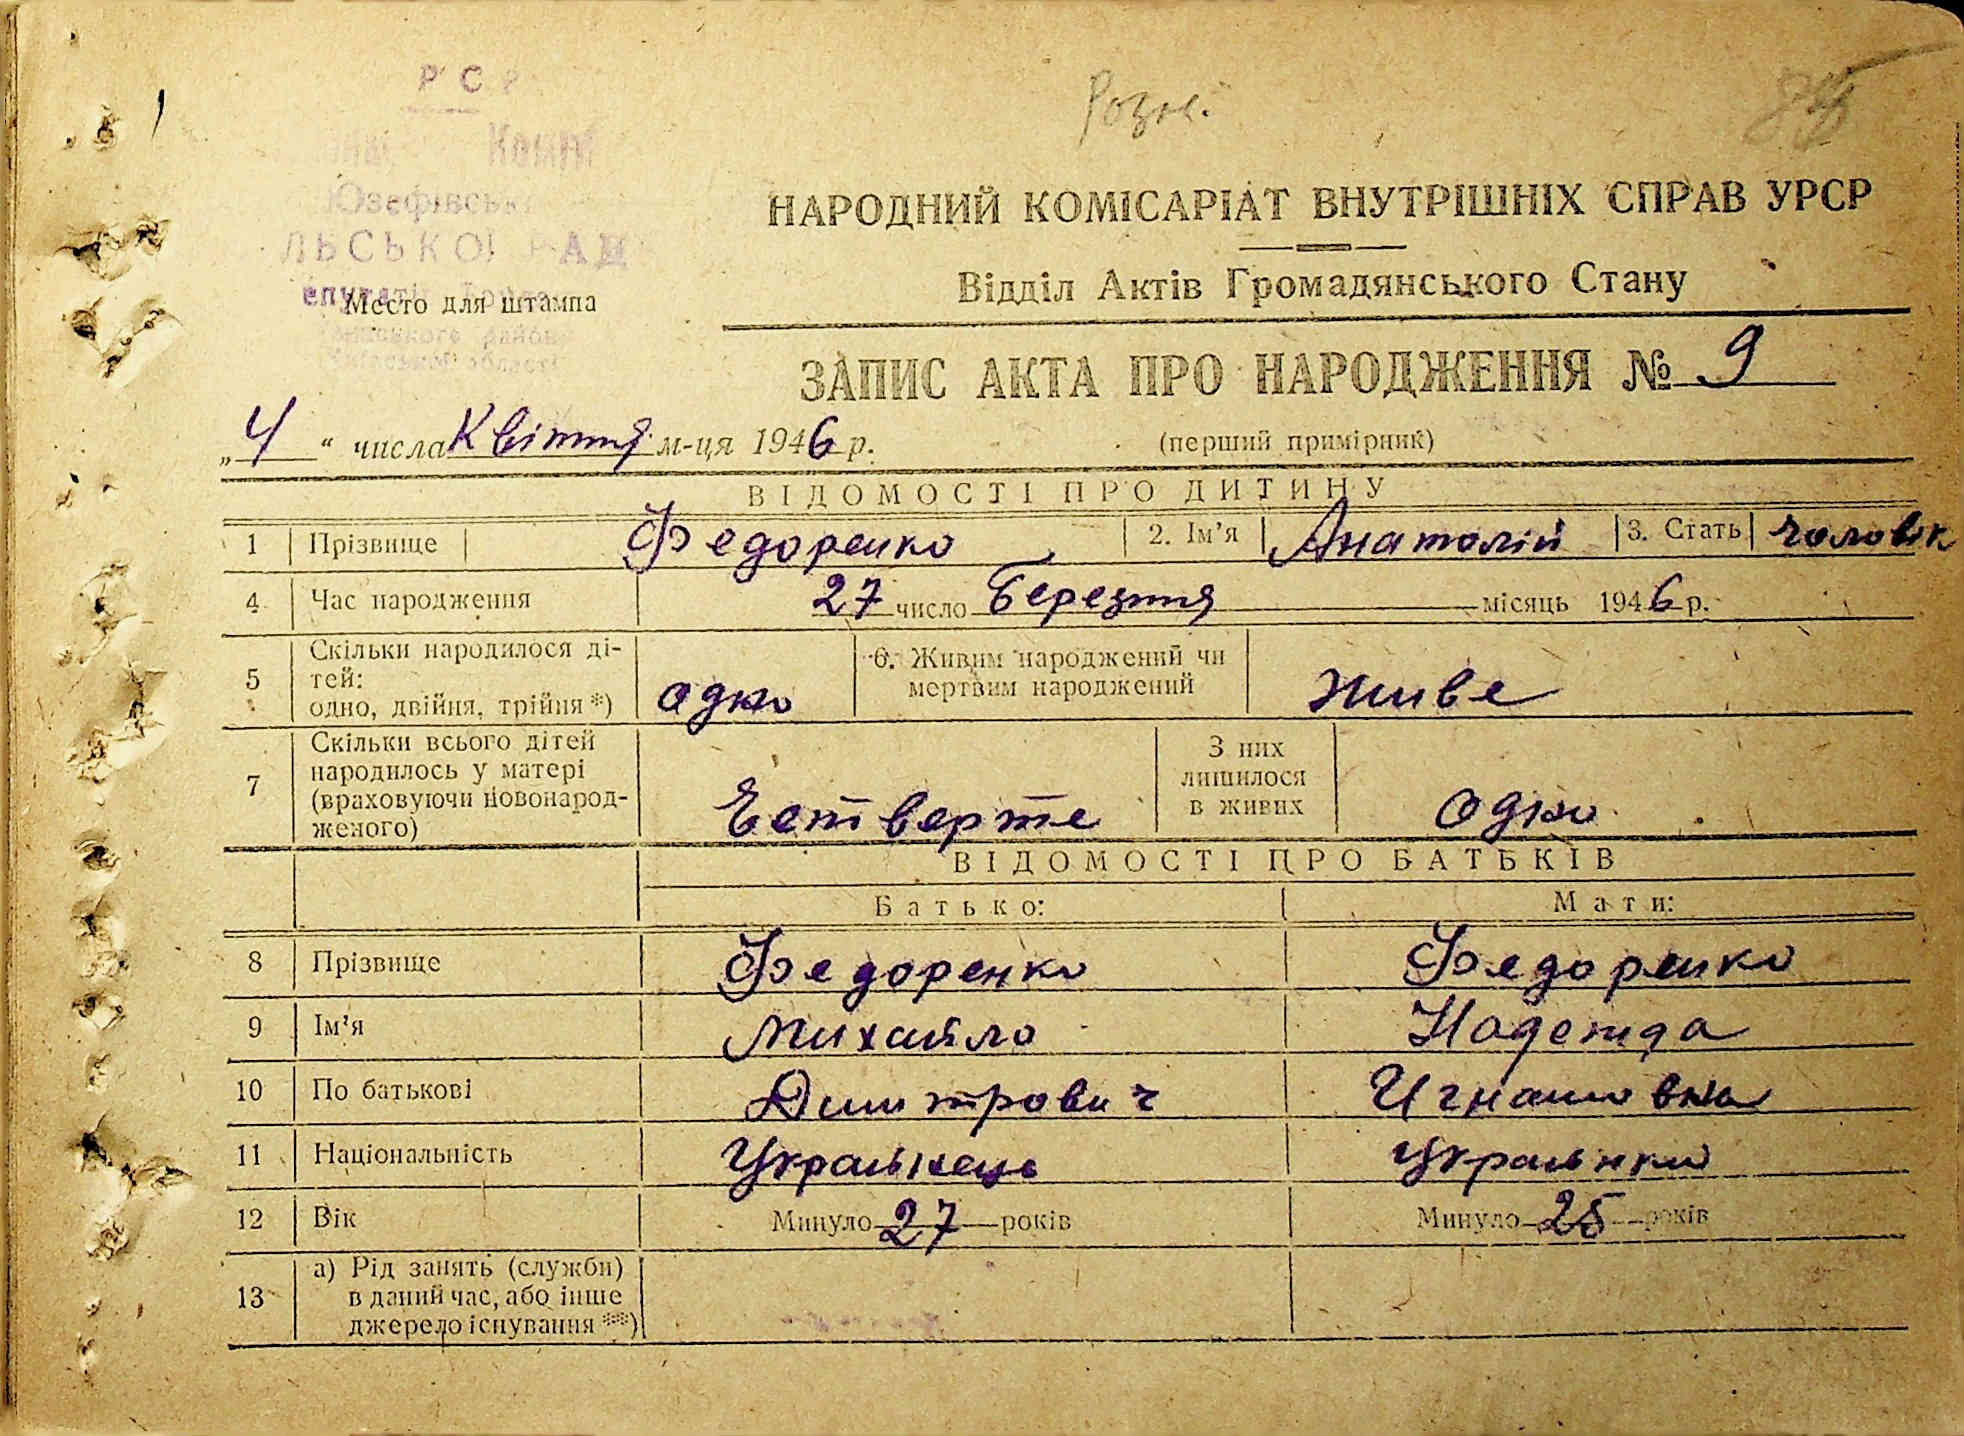 РСР
Розн.
Коміт
Юзефівськ
НАРОДНИЙ КОМІСАРІАТ ВНУТРІШНІХ СПРАВ УРСР
ЛЬСЬКОЇ РАД
Відділ Актів Громадянського Стану
Место для штампа
ЗАПИС АКТА ПРО НАРОДЖЕННЯ № 9
„4“ числа Квітня м-ця 1946 р. (перший примірник)
ВІДОМОСТІ ПРО ДИТИНУ
1 Прізвище Федоренко 2. Ім’я Анатолій 3. Стать чоловік
4 Час народження 27 число Березня місяць 1946 р.
5 Скільки народилося ді-
тей:
одно, двійня, трійня *) одно 6. Живим народжений чи
мертвим народжений живе
7 Скільки всього дітей
народилось у матері
(враховуючи новонарод-
женого) Четверте З них
лишилося
в живих одно
ВІДОМОСТІ ПРО БАТЬКІВ
Батько: Мати:
8 Прізвище Федоренко Федоренко
9 Ім’я Михайло Надежда
10 По батькові Дмитрович Игнатовна
11 Національність Українець українка
12 Вік Минуло 27 років Минуло 25 років
13 а) Рід занять (служби)
в даний час, або інше
джерело існування **)